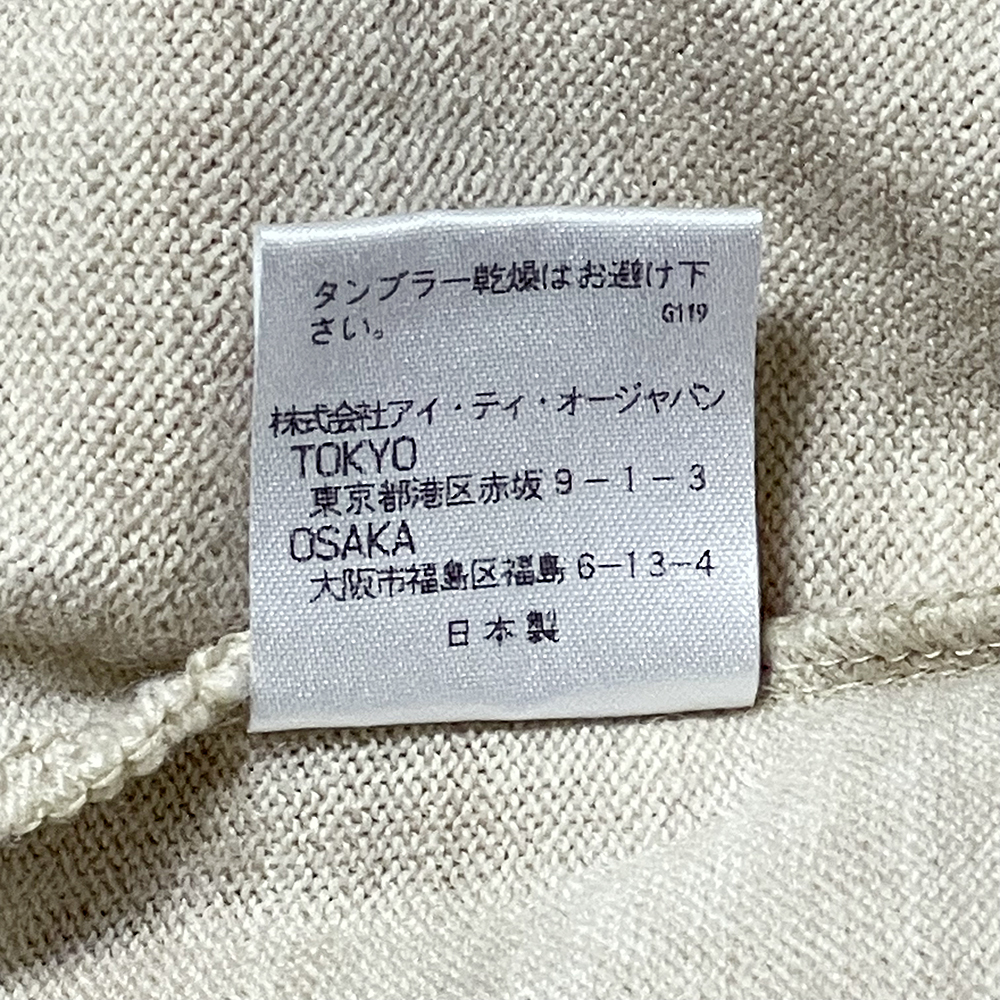 タンブラー乾燥はお避け下
さい。
G119
株式会社アイ・ティ・オージャパン
TOKYO
東京都港区赤坂9-1-3
OSAKA
大阪市福島区福島6-13-4
日本製